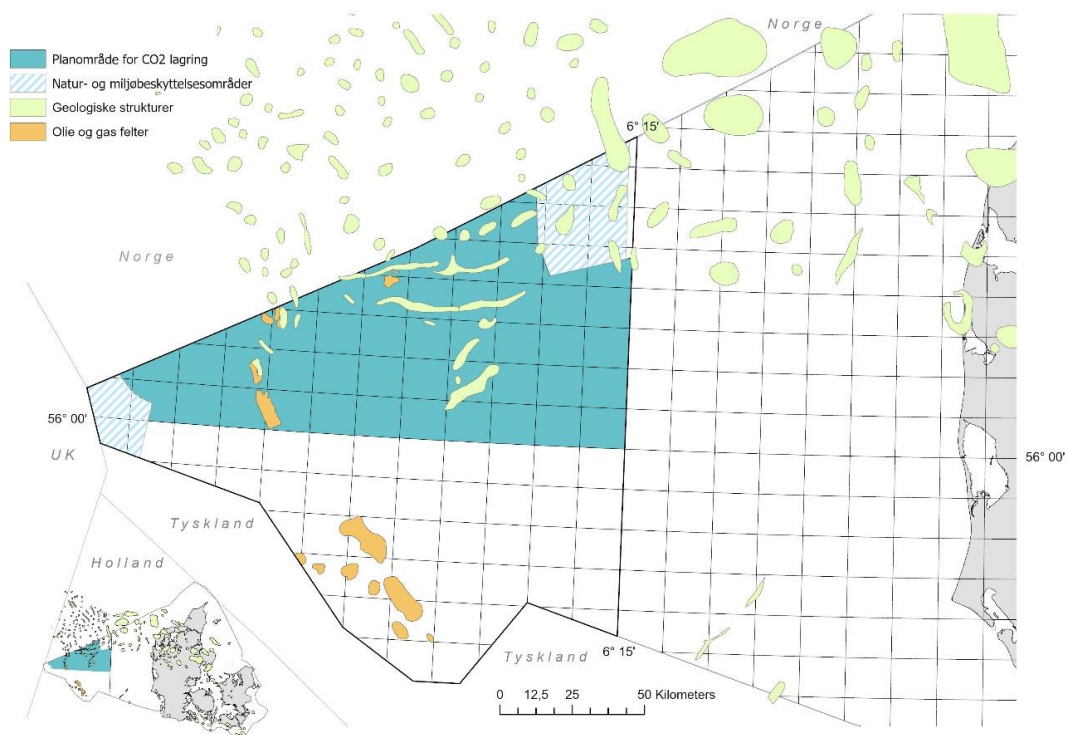 Norge
Planområde for CO2 lagring
Natur- og miljøbeskyttelsesområder
Geologiske strukturer
Olie og gas felter
6° 15'
Norge
56° 00'
UK
56° 00'
Tyskland
Holland
Tyskland
6° 15'
0 12,5 25 50 Kilometers